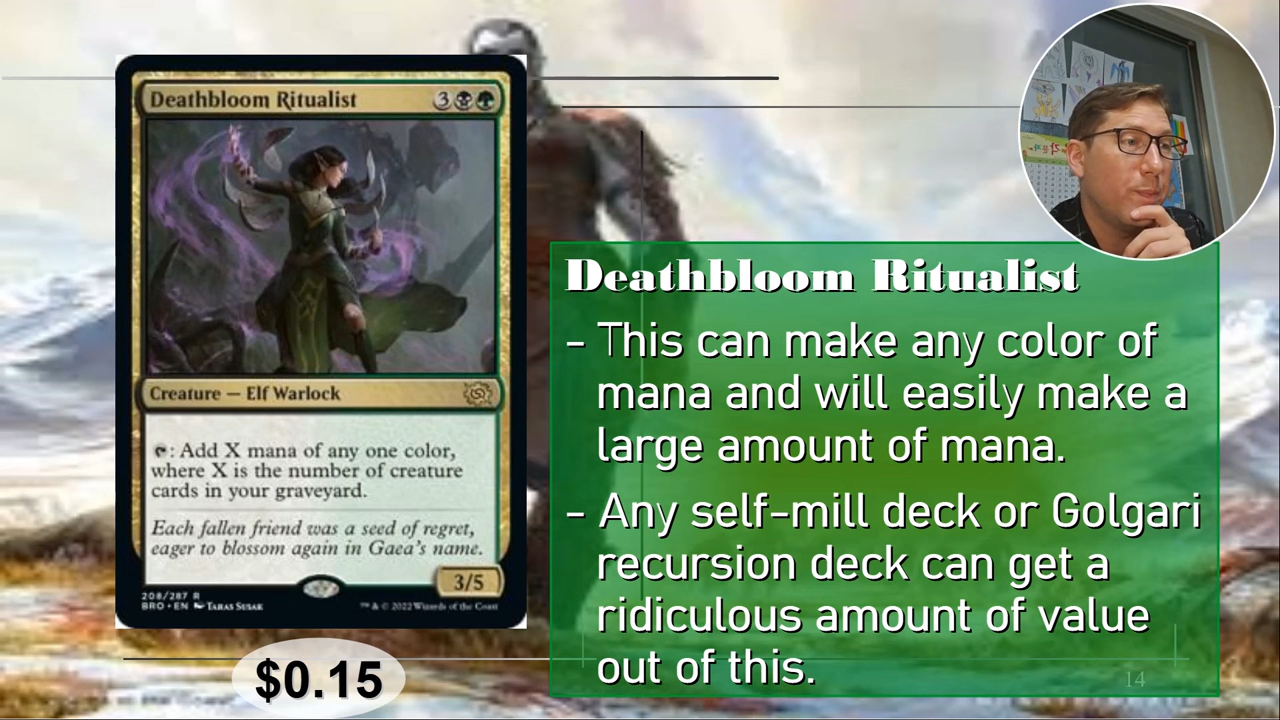 Deathbloom Ritualist 3
Creature — Elf Warlock
: Add X mana of any one color,
where X is the number of creature
cards in your graveyard.
Each fallen friend was a seed of regret,
eager to blossom again in Gaea's name.
3/5
208/287 R
BRO • EN TARAS SUSAK
™ & © 2022 Wizards of the Coast
$0.15
Deathbloom Ritualist
- This can make any color of
mana and will easily make a
large amount of mana.
- Any self-mill deck or Golgari
recursion deck can get a
ridiculous amount of value
out of this.
14